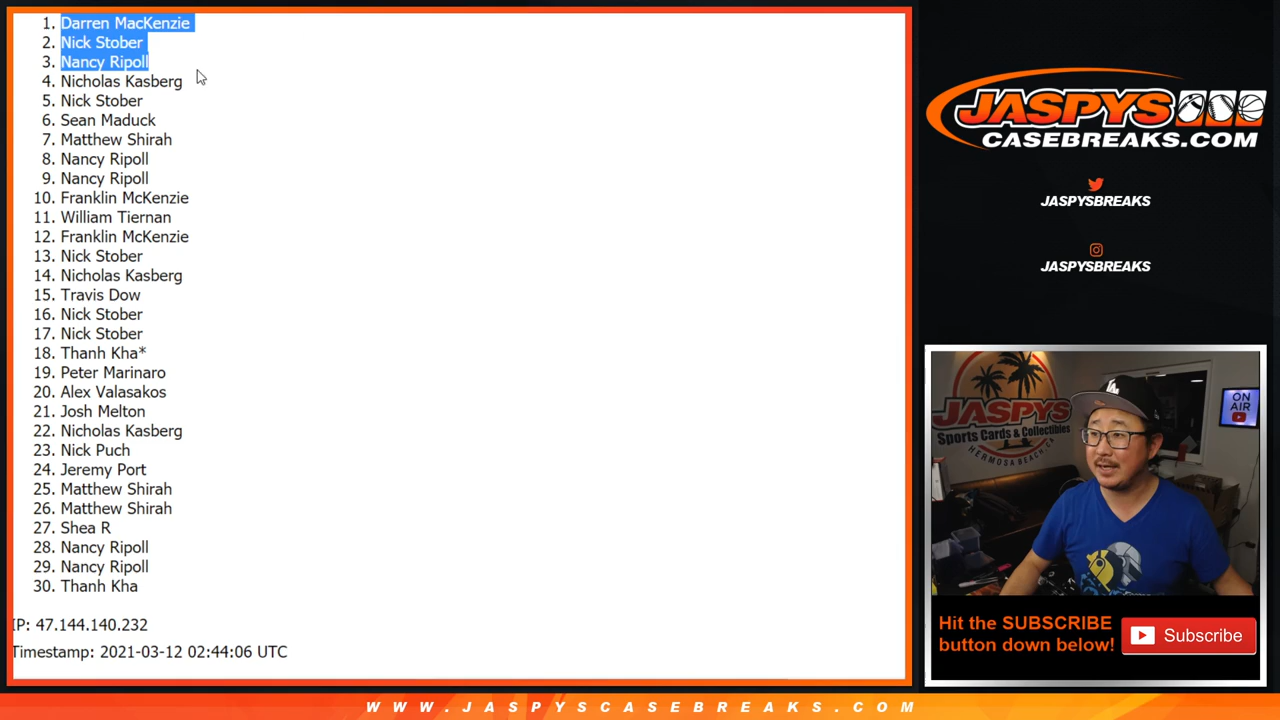 1. Darren MacKenzie
2. Nick Stober
3. Nancy Ripoll
4. Nicholas Kasberg
5. Nick Stober
6. Sean Maduck
7. Matthew Shirah
8. Nancy Ripoll
9. Nancy Ripoll
10. Franklin McKenzie
11. William Tiernan
12. Franklin McKenzie
13. Nick Stober
14. Nicholas Kasberg
15. Travis Dow
16. Nick Stober
17. Nick Stober
18. Thanh Kha*
19. Peter Marinaro
20. Alex Valasakos
21. Josh Melton
22. Nicholas Kasberg
23. Nick Puch
24. Jeremy Port
25. Matthew Shirah
26. Matthew Shirah
27. Shea R
28. Nancy Ripoll
29. Nancy Ripoll
30. Thanh Kha
IP: 47.144.140.232
Timestamp: 2021-03-12 02:44:06 UTC
JASPYS
CASEBREAKS.COM
JASPYSBREAKS
JASPYSBREAKS
JASPYS
Sports Cards & Collectibles
HERMOSA BEACH, CA
LA
ON
AIR
Hit the SUBSCRIBE
button down below!
Subscribe
WWW.JASPYSCASEBREAKS.COM